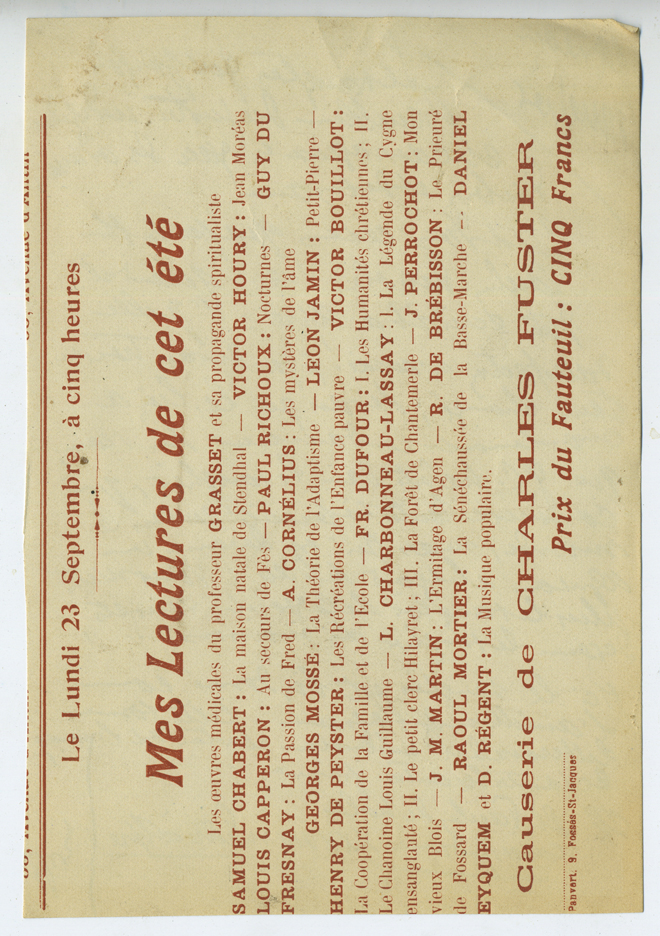 Le Lundi 23 Septembre, à cinq heures
Mes Lectures de cet été
Les œuvres médicales du professeur GRASSET et sa propagande spiritualiste
SAMUEL CHABERT : La maison natale de Stendhal — VICTOR HOURY : Jean Moréas
LOUIS CAPPERON : Au secours de Fés — PAUL RICHOUX : Nocturnes — GUY DU
FRESNAY : La Passion de Fred — A. CORNÉLIUS : Les mystères de l'âme
GEORGES MOSSÉ : La Théorie de l'Adaptisme — LÉON JAMIN : Petit-Pierre —
HENRY DE PEYSTER : Les Récréations de l'Enfance pauvre — VICTOR BOUILLOT :
La Coopération de la Famille et de l'Ecole — FR. DUFOUR : I. Les Humanités chrétiennes ; II.
Le Chanoine Louis Guillaume — L. CHARBONNEAU-LASSAY : I. La Légende du Cygne
ensanglauté ; II. Le petit clerc Hilayret ; III. La Forêt de Chantemerle — J. PERROCHOT : Mon
vieux Blois — J. M. MARTIN : L'Ermitage d'Agen — R. DE BRÉBISSON : Le Prieuré
de Fossard — RAOUL MORTIER : La Sénéchaussée de la Basse-Marche -- DANIEL
EYQUEM et D. RÉGENT : La Musique populaire.
Causerie de CHARLES FUSTER
Prix du Fauteuil : CINQ Francs
Panvert, 9, Fossés-St-Jacques